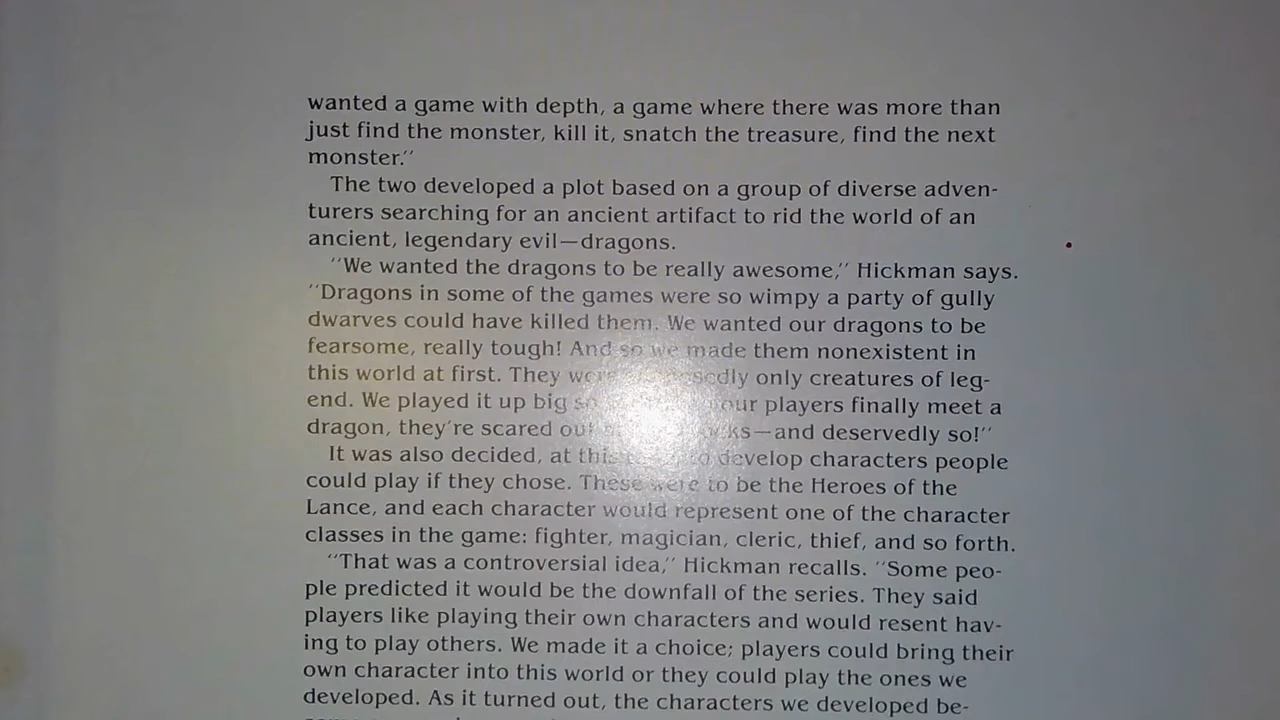 wanted a game with depth, a game where there was more than
just find the monster, kill it, snatch the treasure, find the next
monster.''
The two developed a plot based on a group of diverse adven-
turers searching for an ancient artifact to rid the world of an
ancient, legendary evil—dragons.
''We wanted the dragons to be really awesome,'' Hickman says.
''Dragons in some of the games were so wimpy a party of gully
dwarves could have killed them. We wanted our dragons to be
fearsome, really tough! And so we made them nonexistent in
this world at first. They were only creatures of leg-
end. We played it up big so our players finally meet a
dragon, they're scared out —and deservedly so!''
It was also decided, at this to develop characters people
could play if they chose. These were to be the Heroes of the
Lance, and each character would represent one of the character
classes in the game: fighter, magician, cleric, thief, and so forth.
''That was a controversial idea,'' Hickman recalls. ''Some peo-
ple predicted it would be the downfall of the series. They said
players like playing their own characters and would resent hav-
ing to play others. We made it a choice; players could bring their
own character into this world or they could play the ones we
developed. As it turned out, the characters we developed be-